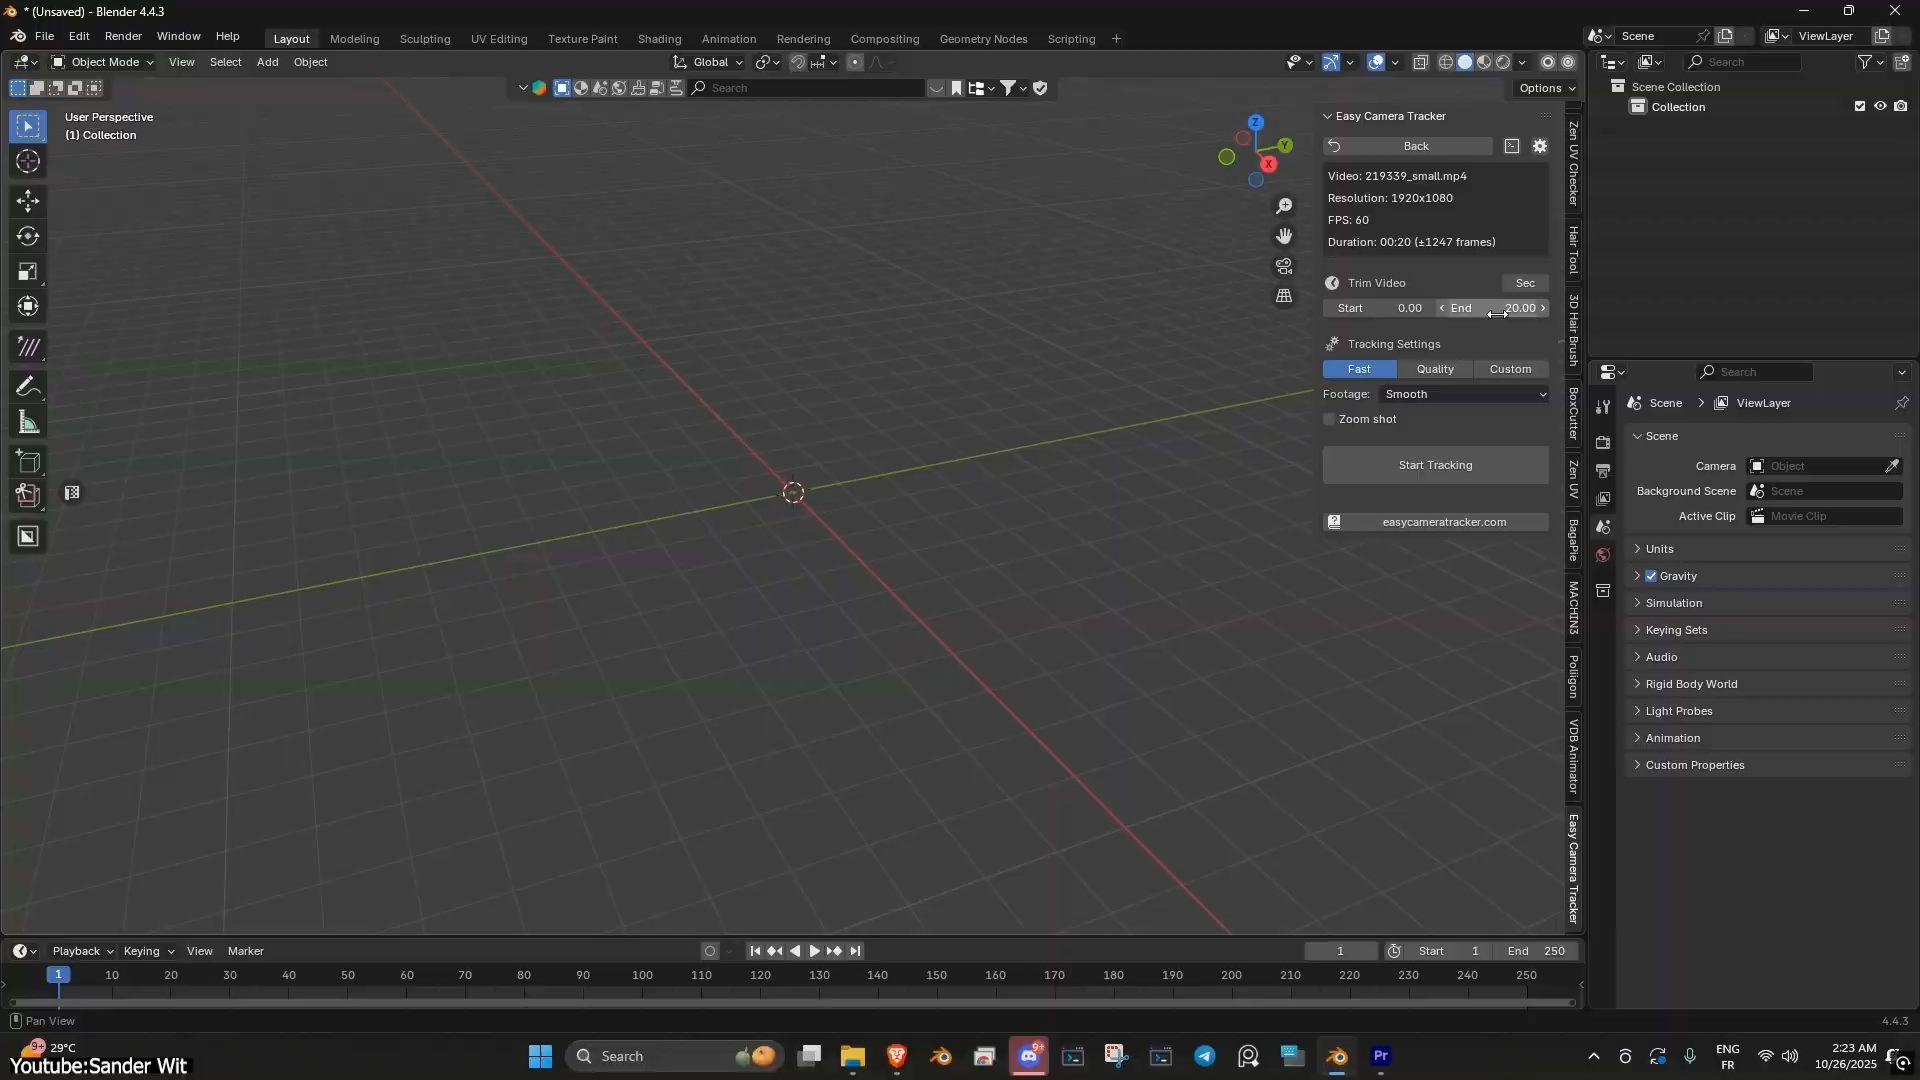 * (Unsaved) - Blender 4.4.3
File Edit Render Window Help
Layout Modeling Sculpting UV Editing Texture Paint Shading Animation Rendering Compositing Geometry Nodes Scripting +
Scene
ViewLayer
Object Mode View Select Add Object
Global
Search
Options
Search
Scene Collection
Collection
User Perspective
(1) Collection
Z
Y
X
Easy Camera Tracker
Back
Video: 219339_small.mp4
Resolution: 1920x1080
FPS: 60
Duration: 00:20 (±1247 frames)
Trim Video Sec
Start 0.00 End 20.00
Tracking Settings
Fast Quality Custom
Footage: Smooth
Zoom shot
Start Tracking
easycameratracker.com
Zen UV Checker
Hair Tool
3D Hair Brush
BoxCutter
Zen UV
BagaPie
MACHIN3
Poliigon
VDB Animator
Easy Camera Tracker
Search
Scene ViewLayer
Scene
Camera Object
Background Scene Scene
Active Clip Movie Clip
Units
Gravity
Simulation
Keying Sets
Audio
Rigid Body World
Light Probes
Animation
Custom Properties
Playback Keying View Marker
1
Start 1 End 250
1 10 20 30 40 50 60 70 80 90 100 110 120 130 140 150 160 170 180 190 200 210 220 230 240 250
Pan View
4.4.3
9+
29°C
Youtube:Sander Wit
Search
9+
Pr
ENG
FR
2:23 AM
10/26/2025